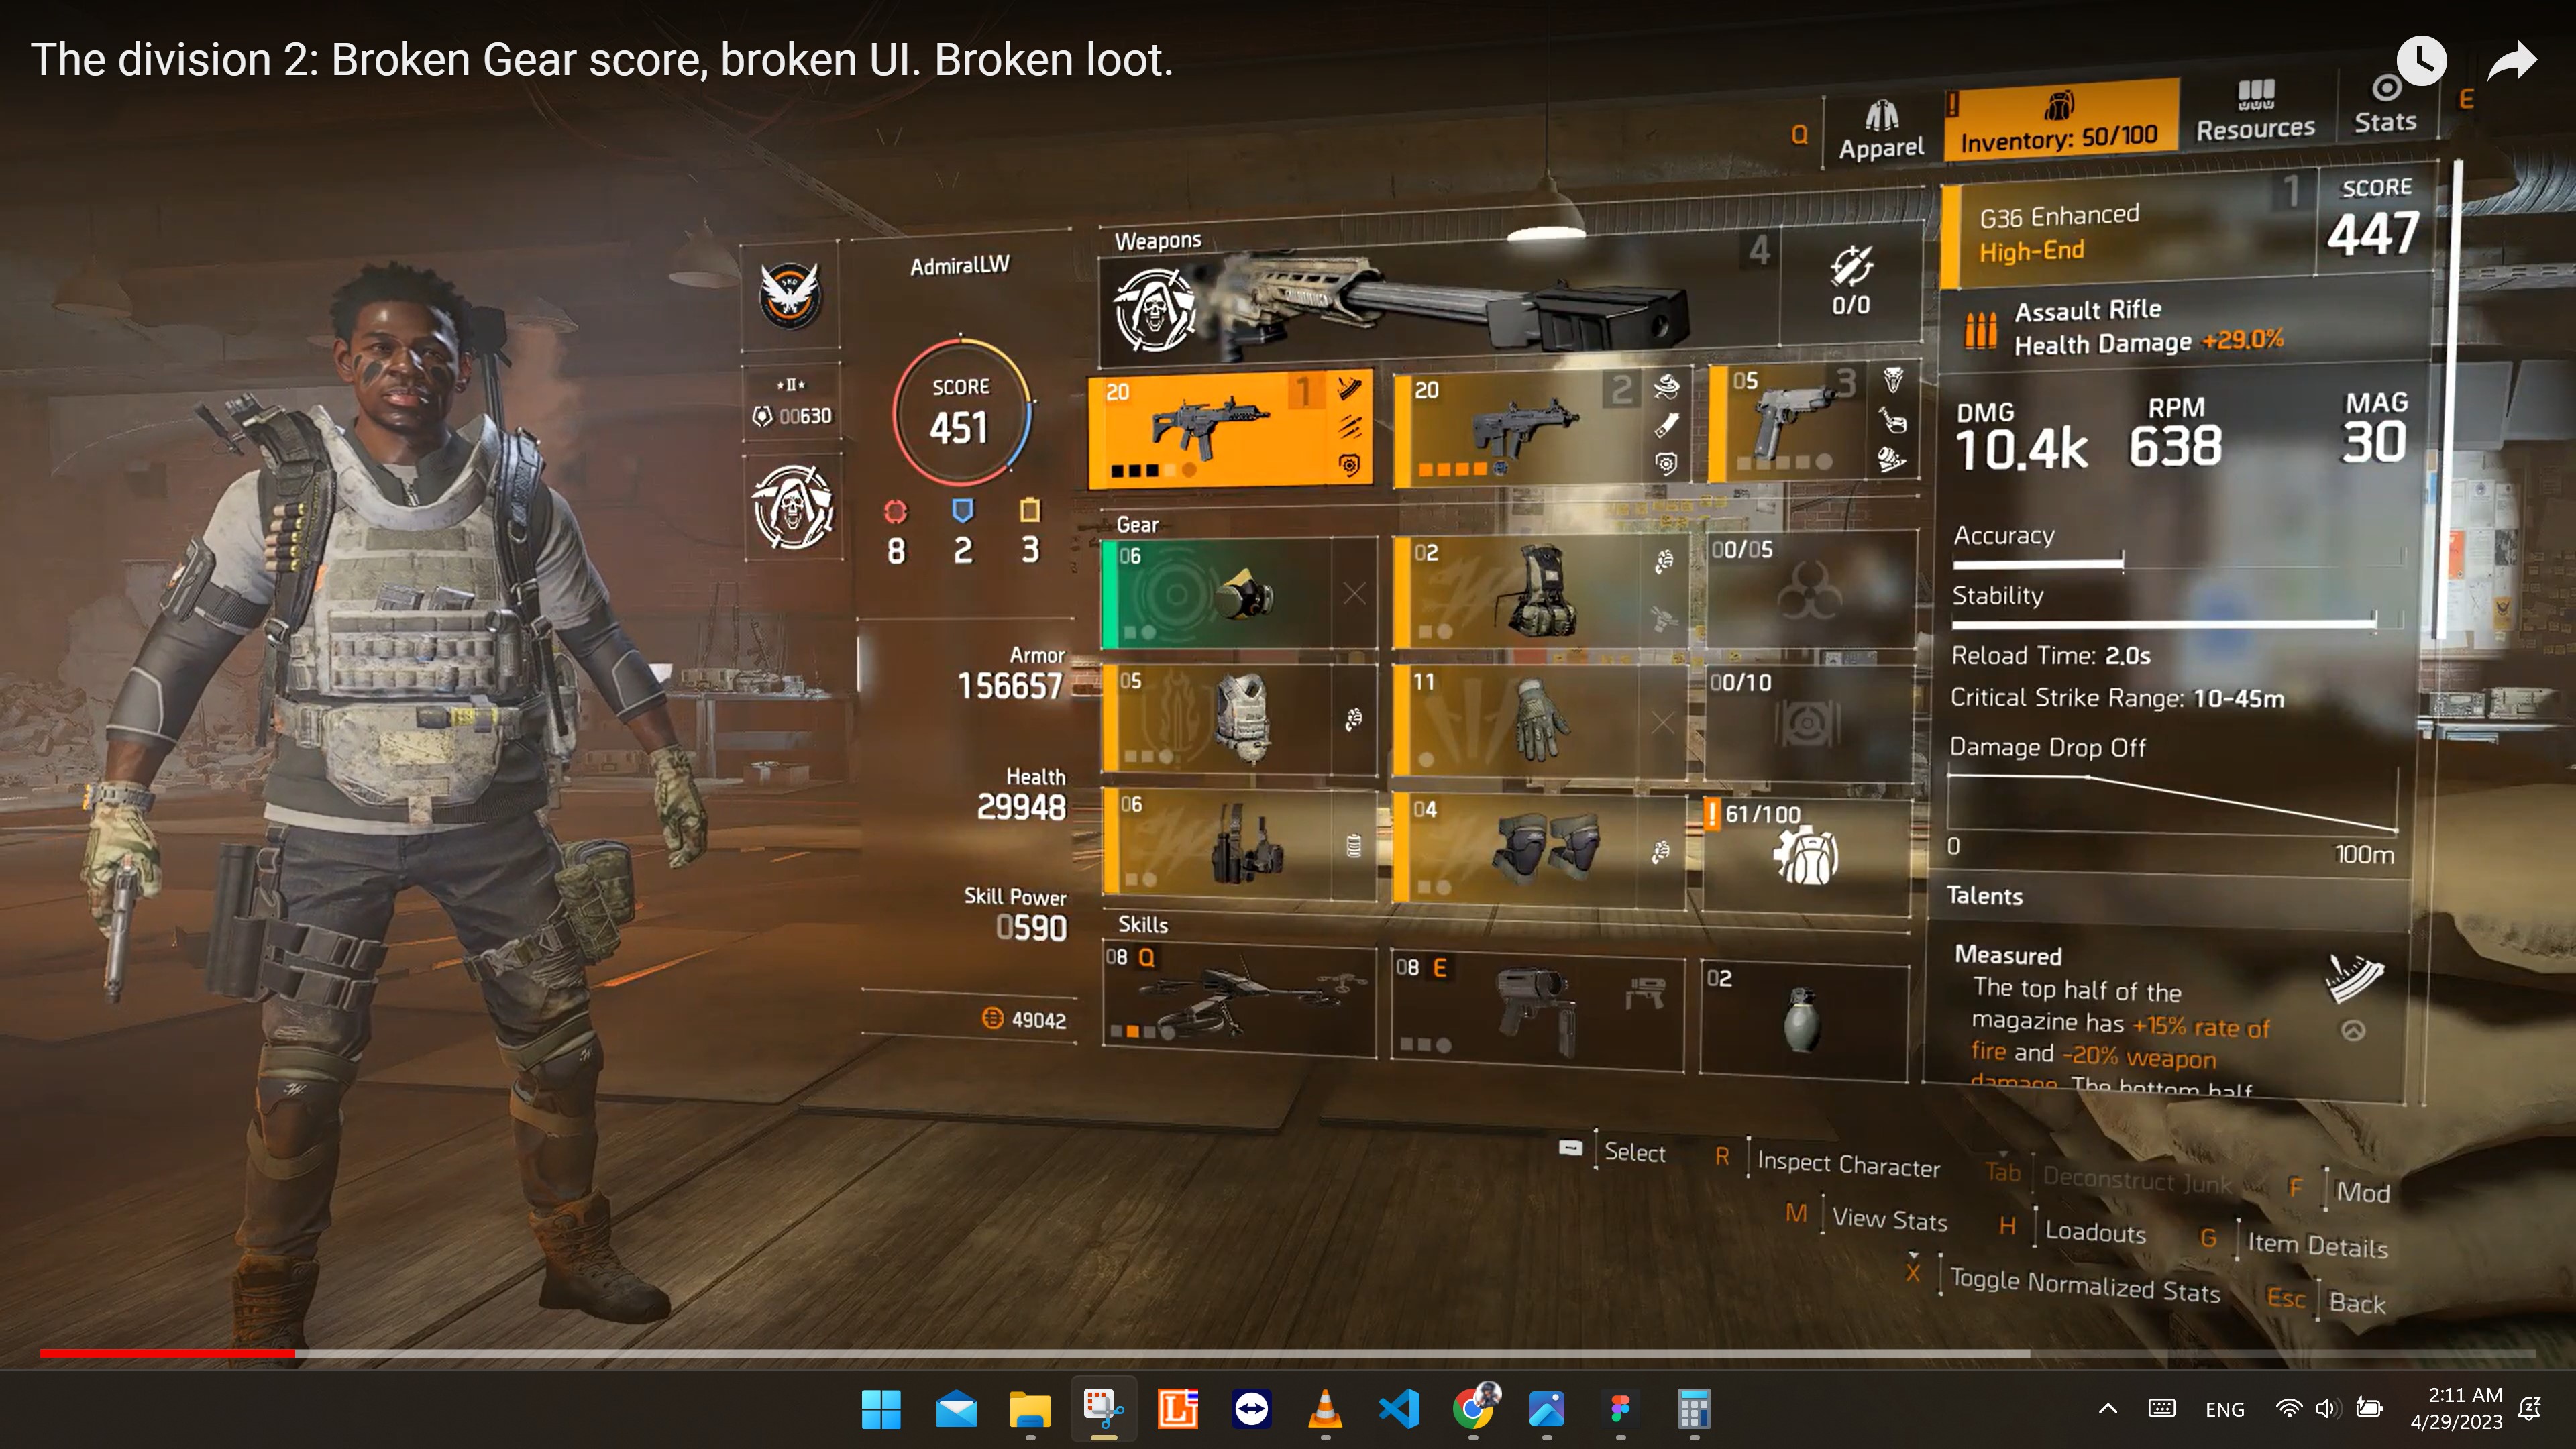 The division 2: Broken Gear score, broken UI. Broken loot.
Q
Apparel
Inventory: 50/100
Resources
Stats
E
AdmiralLW
II
00630
SCORE
451
8
2
3
Armor
156657
Health
29948
Skill Power
0590
49042
Weapons
4
0/0
20
1
20
2
05
3
Gear
06
02
00/05
05
11
00/10
06
04
61/100
Skills
08 Q
08 E
02
G36 Enhanced
High-End
1
SCORE
447
Assault Rifle
Health Damage +29.0%
DMG
10.4k
RPM
638
MAG
30
Accuracy
Stability
Reload Time: 2.0s
Critical Strike Range: 10-45m
Damage Drop Off
0
100m
Talents
Measured
The top half of the
magazine has +15% rate of
fire and -20% weapon
damage. The bottom half
Select
R Inspect Character
Tab Deconstruct Junk
F Mod
M View Stats
H Loadouts
G Item Details
X Toggle Normalized Stats
Esc Back
ENG
2:11 AM
4/29/2023